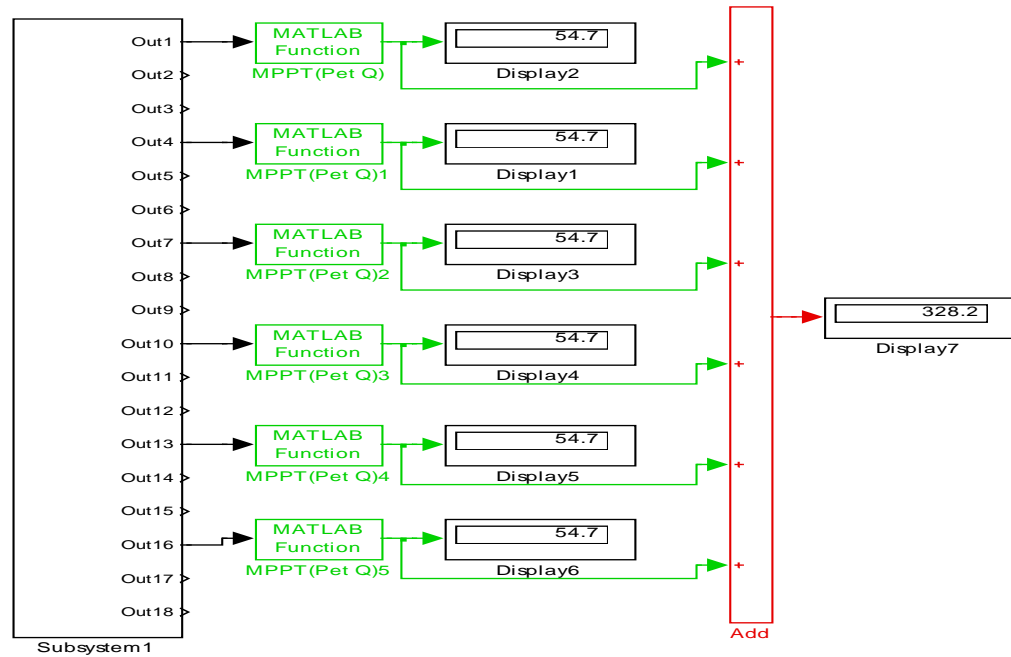 Out1
MATLAB
Function
MPPT(Pet Q)
54.7
Display2
+
Out2
Out3
Out4
MATLAB
Function
MPPT(Pet Q)1
54.7
Display1
+
Out5
Out6
Out7
MATLAB
Function
MPPT(Pet Q)2
54.7
Display3
+
Out8
Out9
328.2
Display7
Out10
MATLAB
Function
MPPT(Pet Q)3
54.7
Display4
+
Out11
Out12
Out13
MATLAB
Function
MPPT(Pet Q)4
54.7
Display5
+
Out14
Out15
Out16
MATLAB
Function
MPPT(Pet Q)5
54.7
Display6
+
Out17
Out18
Subsystem1
Add